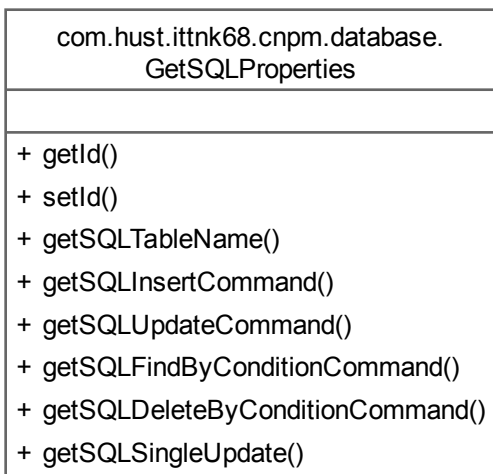 com.hust.ittnk68.cnpm.database.
GetSQLProperties
+ getId()
+ setId()
+ getSQLTableName()
+ getSQLInsertCommand()
+ getSQLUpdateCommand()
+ getSQLFindByConditionCommand()
+ getSQLDeleteByConditionCommand()
+ getSQLSingleUpdate()